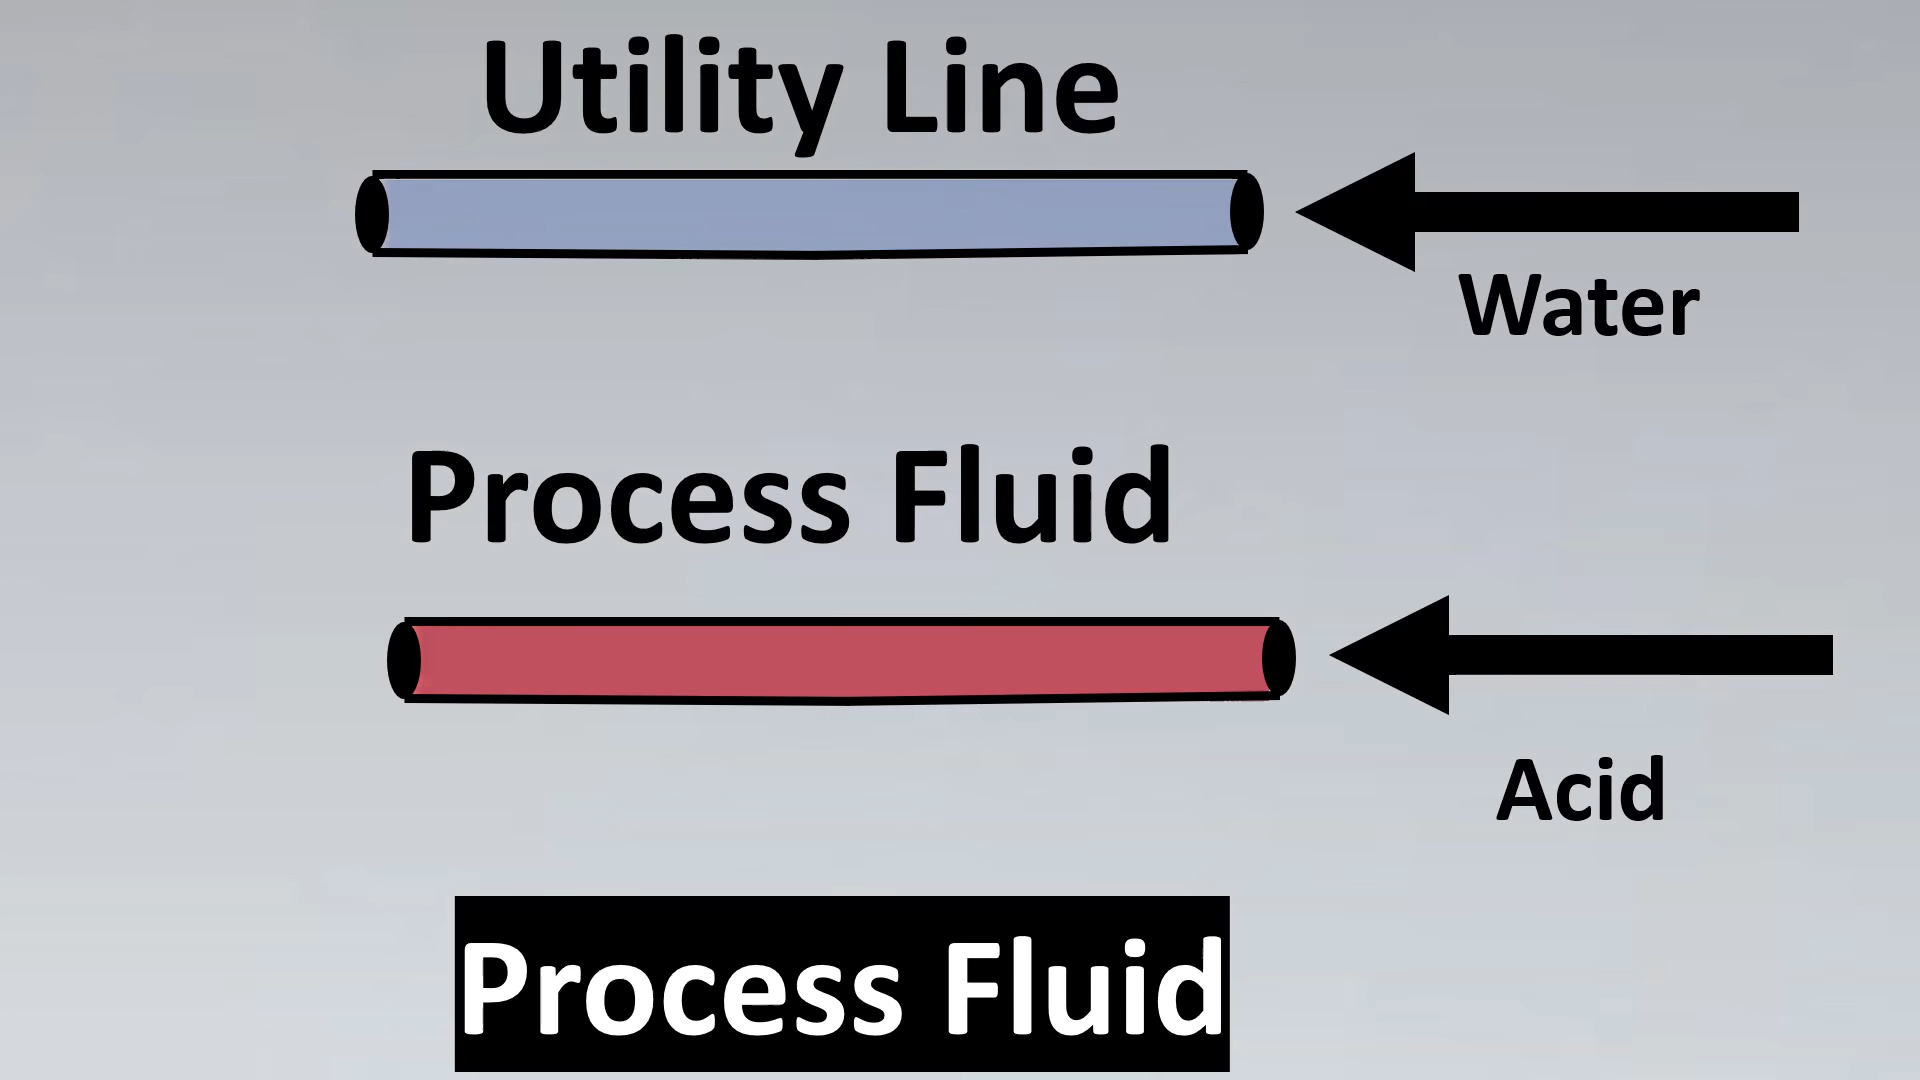 Utility Line
Water
Process Fluid
Acid
Process Fluid